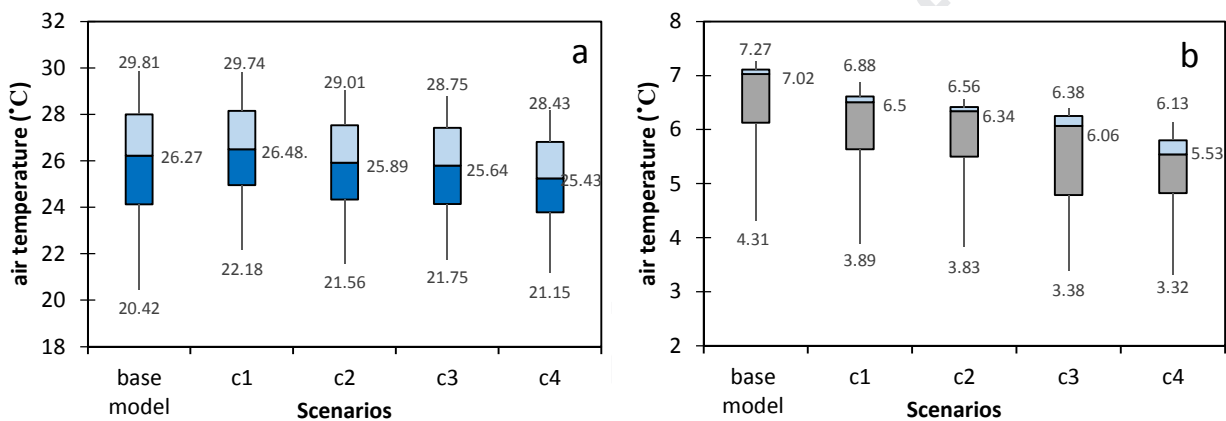 32
30
28
26
24
22
20
18
air temperature (°C)
29.81
29.74
29.01
28.75
28.43
a
26.27
26.48.
25.89
25.64
25.43
22.18
21.56
21.75
21.15
20.42
base
model
c1
c2
c3
c4
Scenarios
8
7
6
5
4
3
2
air temperature (°C)
7.27
6.88
6.56
6.38
6.13
b
7.02
6.5
6.34
6.06
5.53
4.31
3.89
3.83
3.38
3.32
base
model
c1
c2
c3
c4
Scenarios